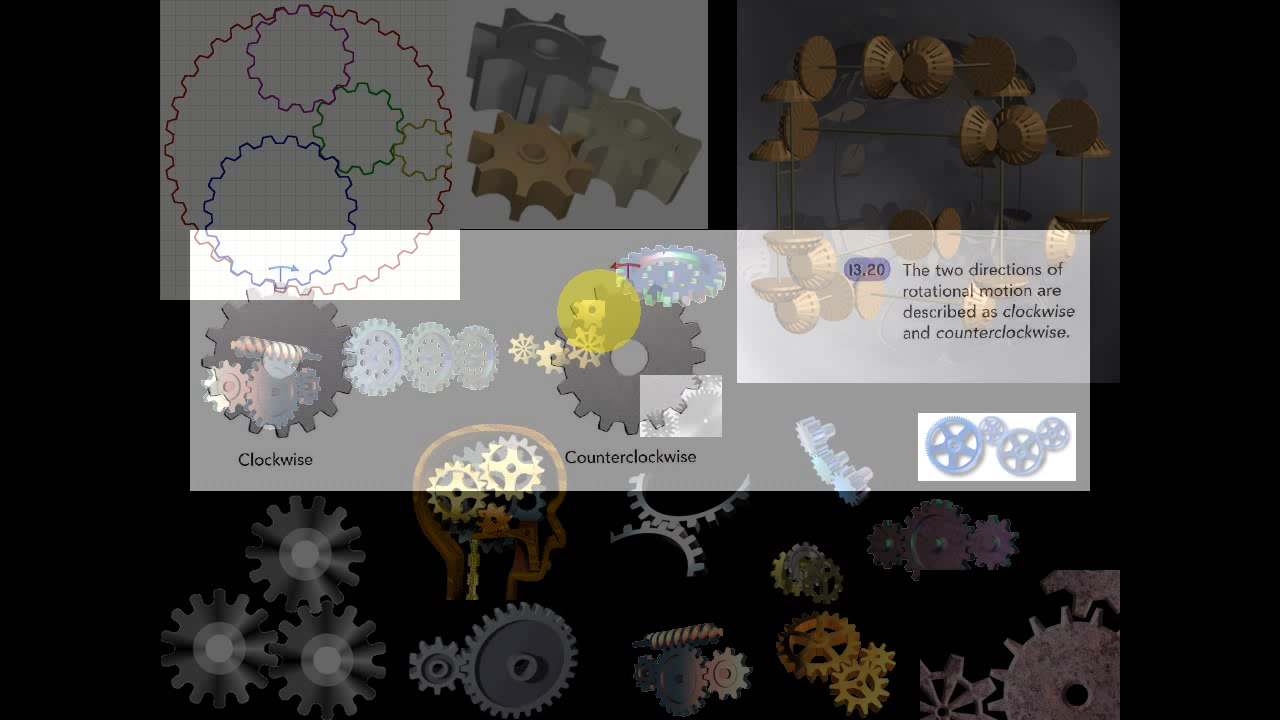 13.20
The two directions of
rotational motion are
described as clockwise
and counterclockwise.
Clockwise
Counterclockwise